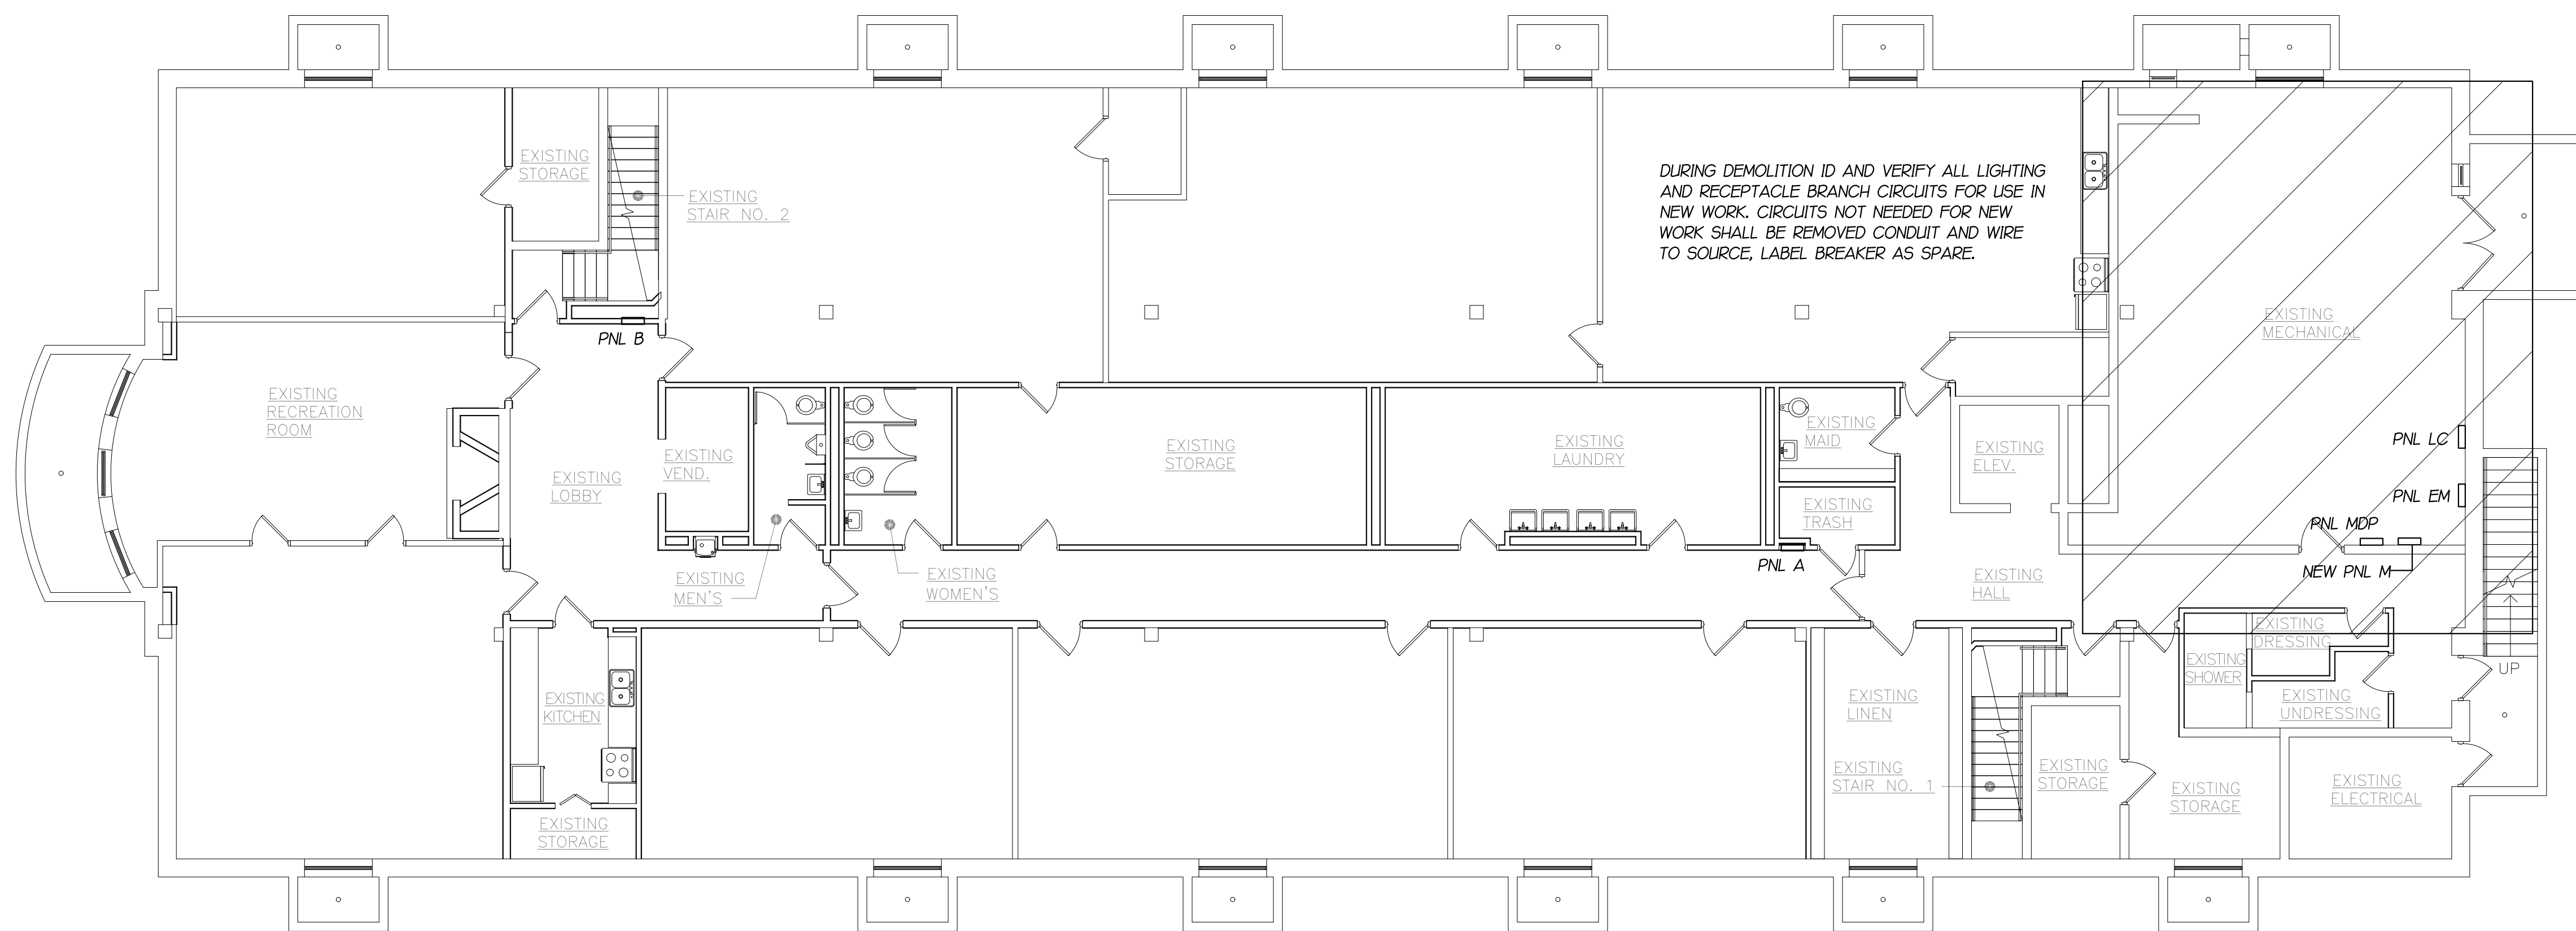 EXISTING
STORAGE
EXISTING
STAIR NO. 2
DURING DEMOLITION ID AND VERIFY ALL LIGHTING
AND RECEPTACLE BRANCH CIRCUITS FOR USE IN
NEW WORK. CIRCUITS NOT NEEDED FOR NEW
WORK SHALL BE REMOVED CONDUIT AND WIRE
TO SOURCE, LABEL BREAKER AS SPARE.
EXISTING
MECHANICAL
PNL B
EXISTING
RECREATION
ROOM
EXISTING
LOBBY
EXISTING
VEND.
EXISTING
STORAGE
EXISTING
LAUNDRY
EXISTING
MAID
EXISTING
TRASH
EXISTING
ELEV.
PNL LC
PNL EM
PNL MDP
NEW PNL M
PNL A
EXISTING
MEN'S
EXISTING
WOMEN'S
EXISTING
HALL
EXISTING
DRESSING
EXISTING
SHOWER
EXISTING
UNDRESSING
UP
EXISTING
KITCHEN
EXISTING
LINEN
EXISTING
STAIR NO. 1
EXISTING
STORAGE
EXISTING
STORAGE
EXISTING
ELECTRICAL
EXISTING
STORAGE